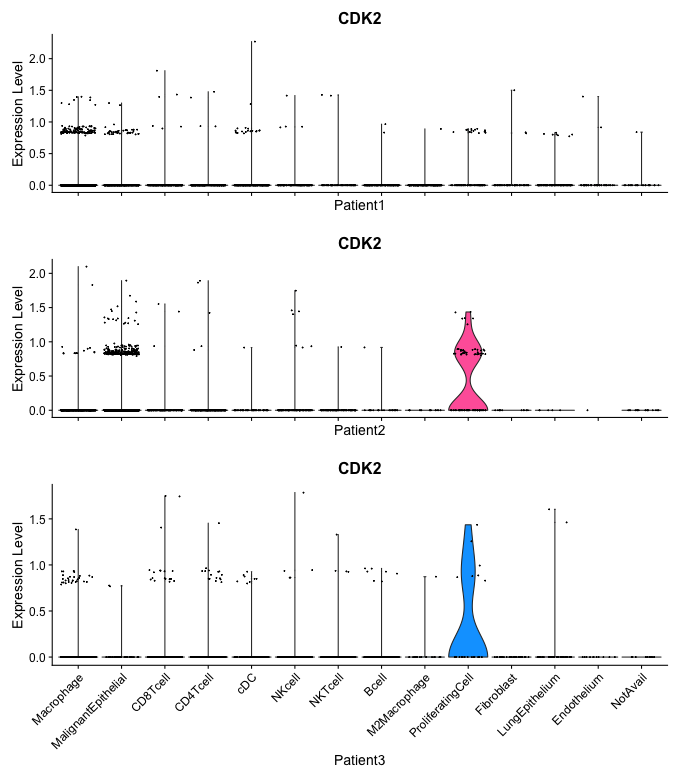 CDK2
Expression Level
2.0
1.5
1.0
0.5
0.0
Patient1
CDK2
Expression Level
2.0
1.5
1.0
0.5
0.0
Patient2
CDK2
Expression Level
1.5
1.0
0.5
0.0
Macrophage
MalignantEpithelial
CD8Tcell
CD4Tcell
cDC
NKcell
NKTcell
Bcell
M2Macrophage
ProliferatingCell
Fibroblast
LungEpithelium
Endothelium
NotAvail
Patient3